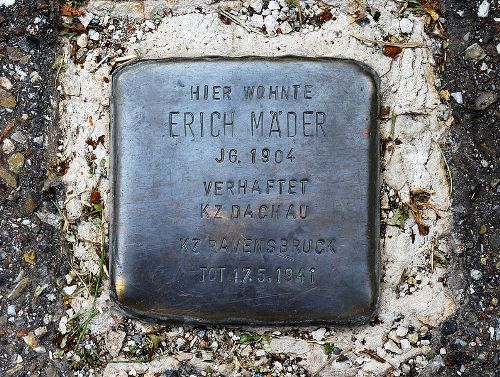 HIER WOHNTE
ERICH MÄDER
JG. 1904
VERHAFTET
KZ DACHAU
KZ RAVENSBRÜCK
TOT 17.5.1941